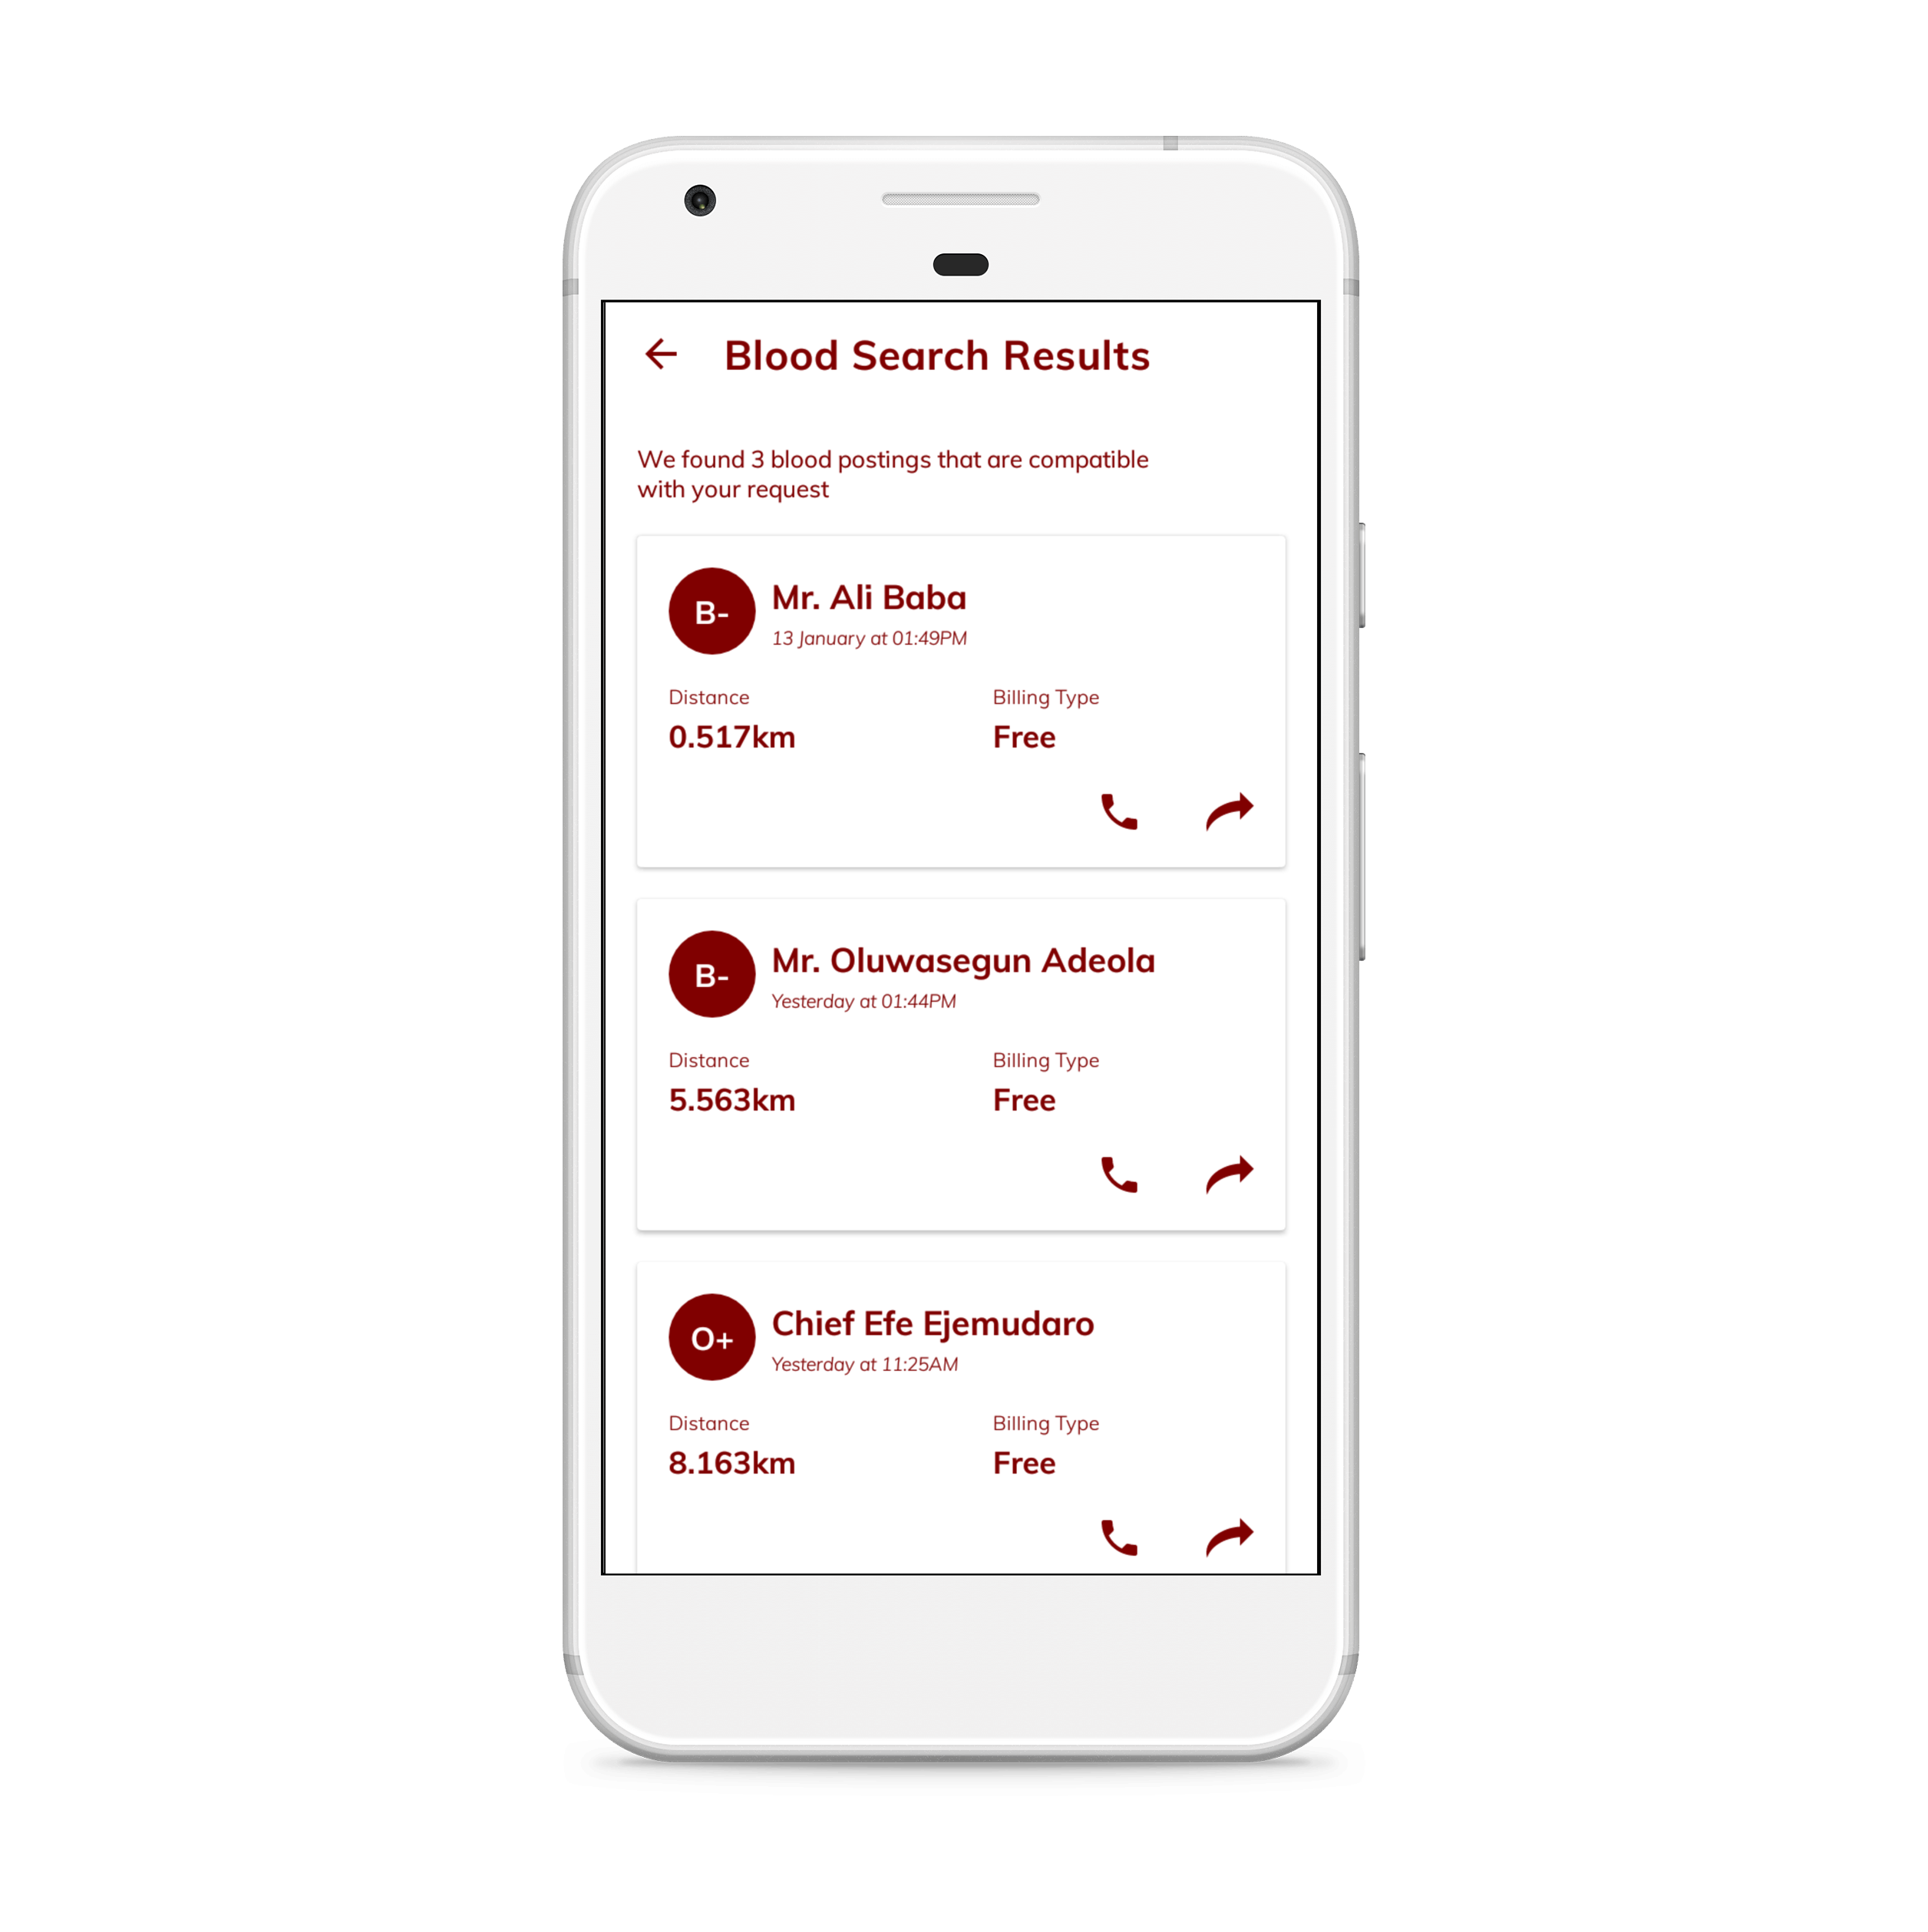 Blood Search Results
We found 3 blood postings that are compatible
with your request
B-
Mr. Ali Baba
13 January at 01:49PM
Distance
Billing Type
0.517km
Free
B-
Mr. Oluwasegun Adeola
Yesterday at 01:44PM
Distance
Billing Type
5.563km
Free
O+
Chief Efe Ejemudaro
Yesterday at 11:25AM
Distance
Billing Type
8.163km
Free